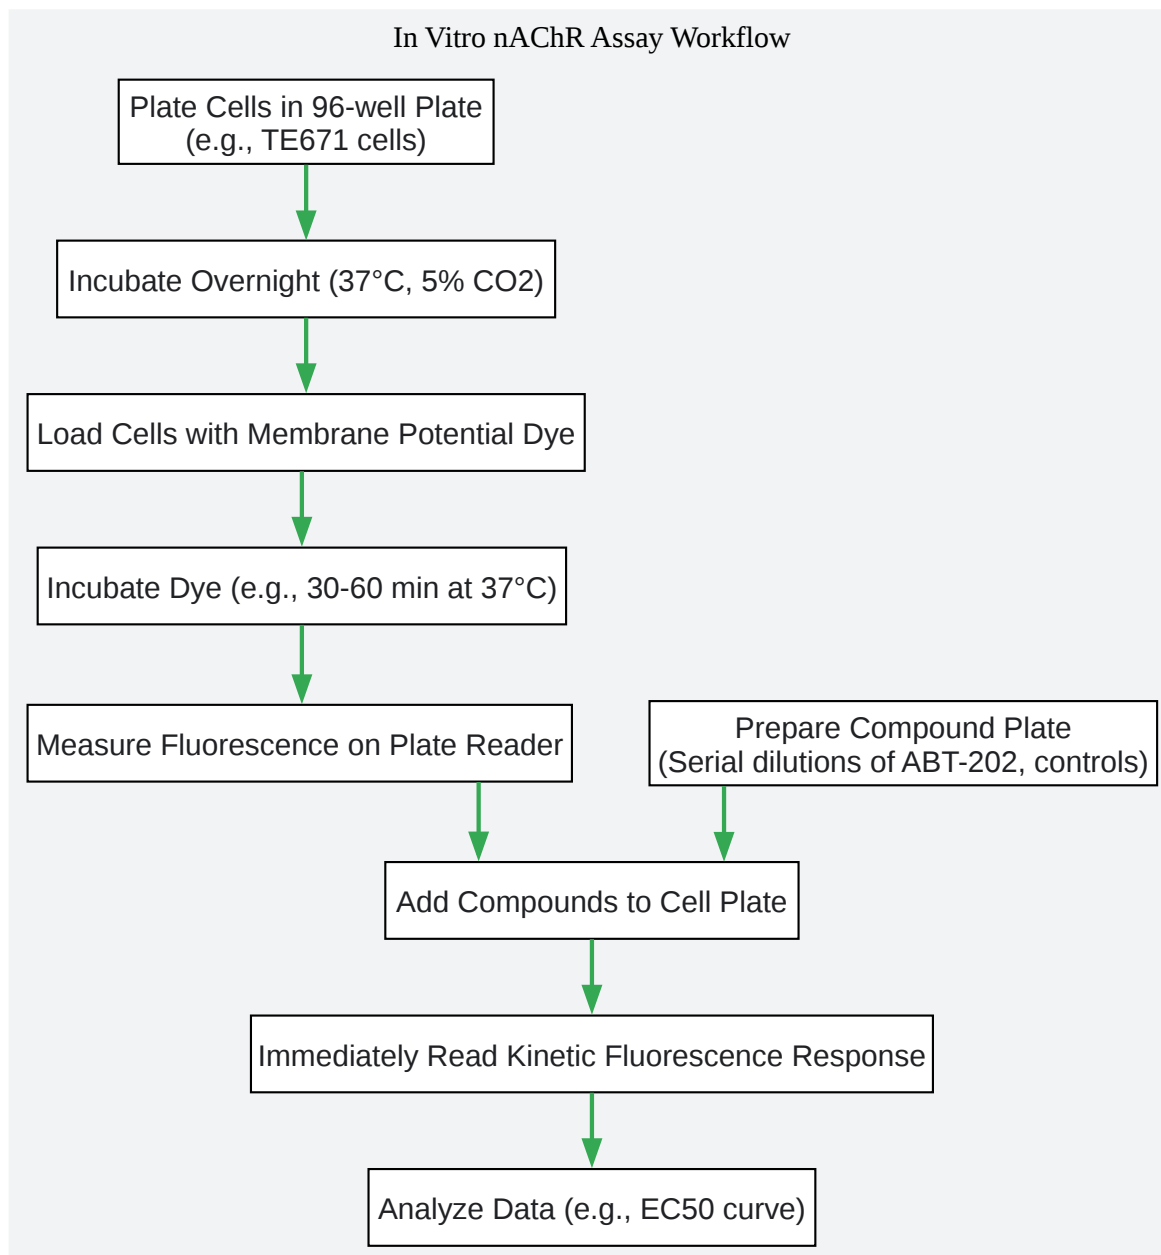 In Vitro nAChR Assay Workflow
Plate Cells in 96-well Plate
(e.g., TE671 cells)
Incubate Overnight (37°C, 5% CO2)
Load Cells with Membrane Potential Dye
Incubate Dye (e.g., 30-60 min at 37°C)
Measure Fluorescence on Plate Reader
Prepare Compound Plate
(Serial dilutions of ABT-202, controls)
Add Compounds to Cell Plate
Immediately Read Kinetic Fluorescence Response
Analyze Data (e.g., EC50 curve)